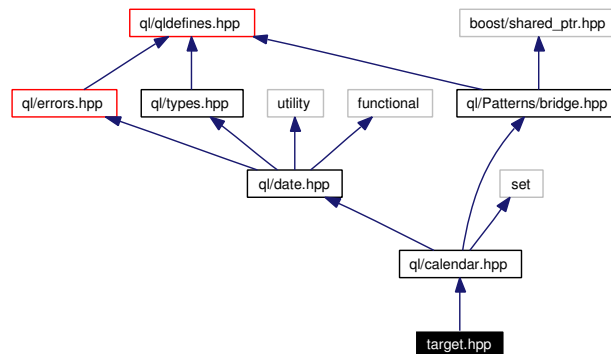 ql/qldefines.hpp
boost/shared_ptr.hpp
ql/errors.hpp
ql/types.hpp
utility
functional
ql/Patterns/bridge.hpp
ql/date.hpp
set
ql/calendar.hpp
target.hpp